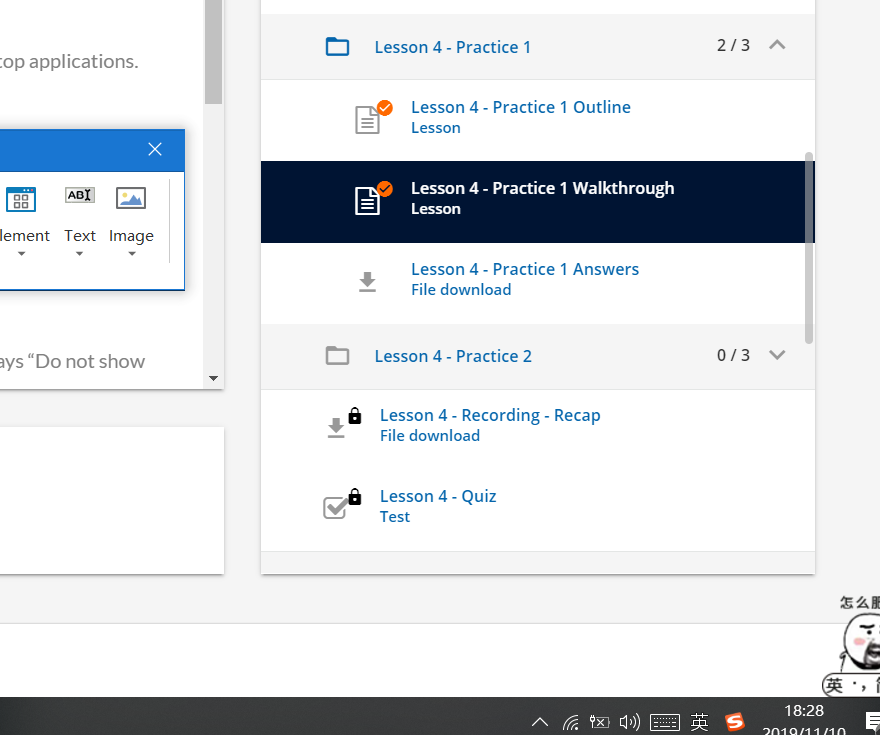 top applications.
lement
Text
Image
ays “Do not show
Lesson 4 - Practice 1
2 / 3
Lesson 4 - Practice 1 Outline
Lesson
Lesson 4 - Practice 1 Walkthrough
Lesson
Lesson 4 - Practice 1 Answers
File download
Lesson 4 - Practice 2
0 / 3
Lesson 4 - Recording - Recap
File download
Lesson 4 - Quiz
Test
怎么
英
英
18:28
2019/11/10